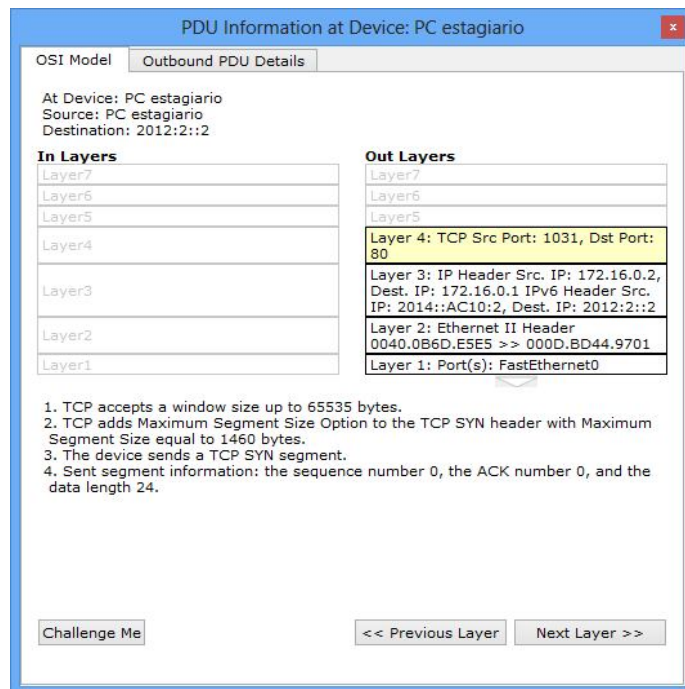 PDU Information at Device: PC estagiario
x
OSI Model
Outbound PDU Details
At Device: PC estagiario
Source: PC estagiario
Destination: 2012:2::2
In Layers
Layer7
Layer6
Layer5
Layer4
Layer3
Layer2
Layer1
Out Layers
Layer7
Layer6
Layer5
Layer 4: TCP Src Port: 1031, Dst Port:
80
Layer 3: IP Header Src. IP: 172.16.0.2,
Dest. IP: 172.16.0.1 IPv6 Header Src.
IP: 2014::AC10:2, Dest. IP: 2012:2::2
Layer 2: Ethernet II Header
0040.0B6D.E5E5 >> 000D.BD44.9701
Layer 1: Port(s): FastEthernet0
1. TCP accepts a window size up to 65535 bytes.
2. TCP adds Maximum Segment Size Option to the TCP SYN header with Maximum
Segment Size equal to 1460 bytes.
3. The device sends a TCP SYN segment.
4. Sent segment information: the sequence number 0, the ACK number 0, and the
data length 24.
Challenge Me
<< Previous Layer
Next Layer >>